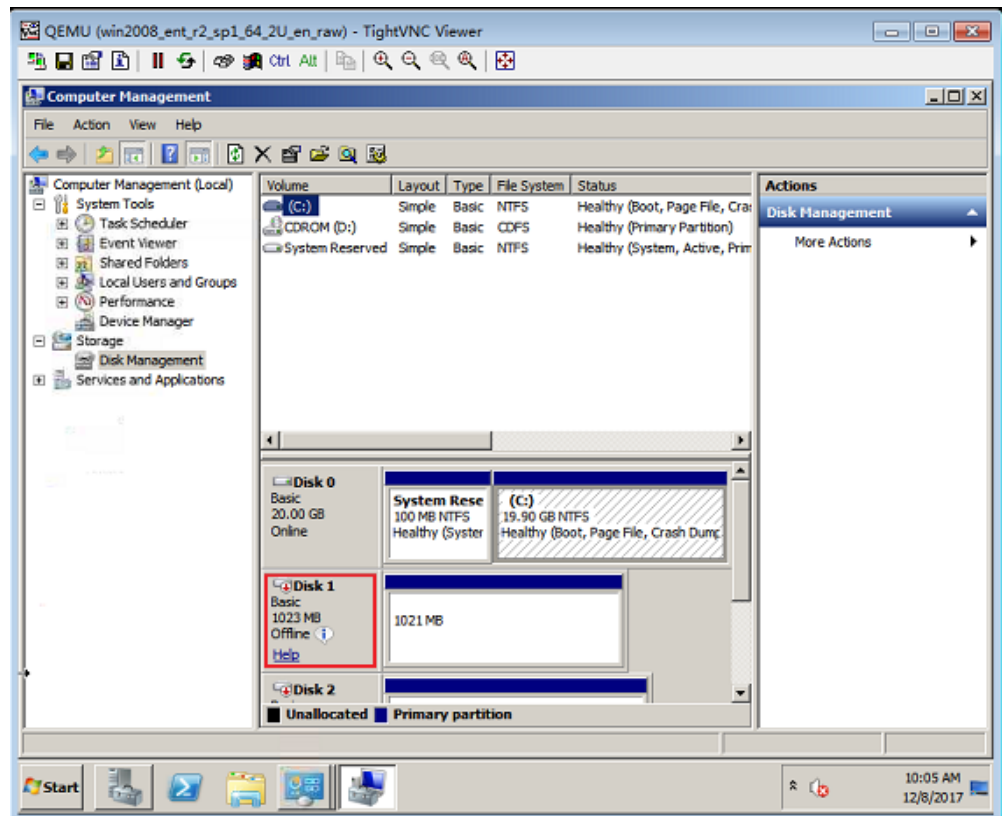 QEMU (win2008_ent_r2_sp1_64_2U_en_raw) - TightVNC Viewer
Ctrl Alt
Computer Management
File Action View Help
Computer Management (Local)
System Tools
Task Scheduler
Event Viewer
Shared Folders
Local Users and Groups
Performance
Device Manager
Storage
Disk Management
Services and Applications
Volume Layout Type File System Status
(C:) Simple Basic NTFS Healthy (Boot, Page File, Cra
CDROM (D:) Simple Basic CDFS Healthy (Primary Partition)
System Reserved Simple Basic NTFS Healthy (System, Active, Prim
Actions
Disk Management
More Actions
Disk 0
Basic
20.00 GB
Online
System Rese
100 MB NTFS
Healthy (Syster
(C:)
19.90 GB NTFS
Healthy (Boot, Page File, Crash Dump
Disk 1
Basic
1023 MB
Offline
Help
1021 MB
Disk 2
Unallocated Primary partition
Start
10:05 AM
12/8/2017